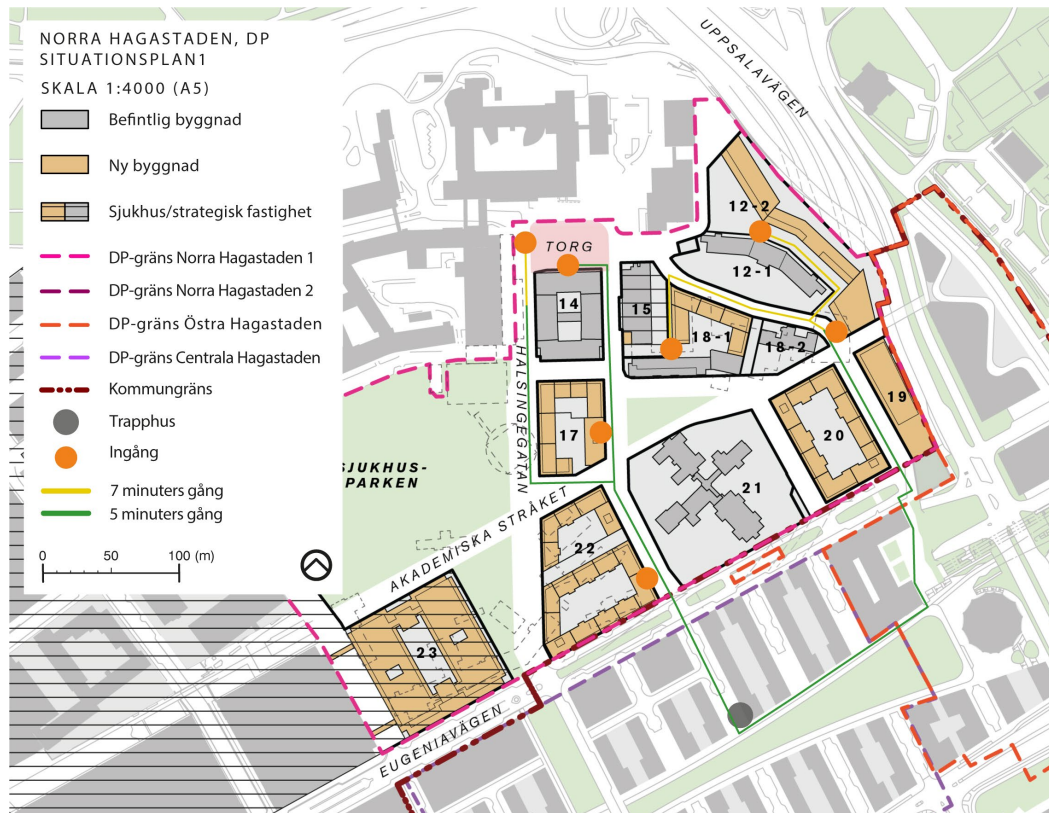 NORRA HAGASTADEN, DP
SITUATIONSPLAN1
SKALA 1:4000 (A5)
Befintlig byggnad
Ny byggnad
Sjukhus/strategisk fastighet
DP-gräns Norra Hagastaden 1
DP-gräns Norra Hagastaden 2
DP-gräns Östra Hagastaden
DP-gräns Centrala Hagastaden
Kommungräns
Trapphus
Ingång
7 minuters gång
5 minuters gång
0 50 100 (m)
UPPSALAVÄGEN
12-2
TORG
12-1
14
15
18-1
18-2
HÄLSINGEGATAN
19
17
20
SJUKHUS-
PARKEN
21
AKADEMISKA STRÅKET
22
23
EUGENIAVÄGEN